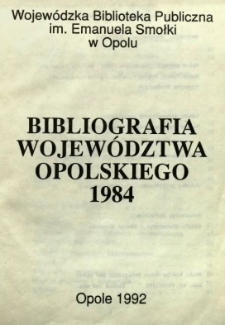 Wojewódzka Biblioteka Publiczna
im. Emanuela Smołki
w Opolu
BIBLIOGRAFIA
WOJEWÓDZTWA
OPOLSKIEGO
1984
Opole 1992